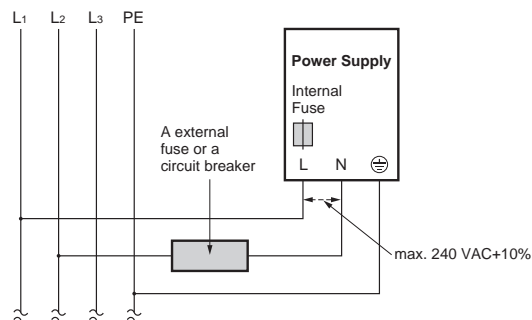 L1 L2 L3 PE
Power Supply
Internal
Fuse
A external
fuse or a
circuit breaker
L N
max. 240 VAC+10%